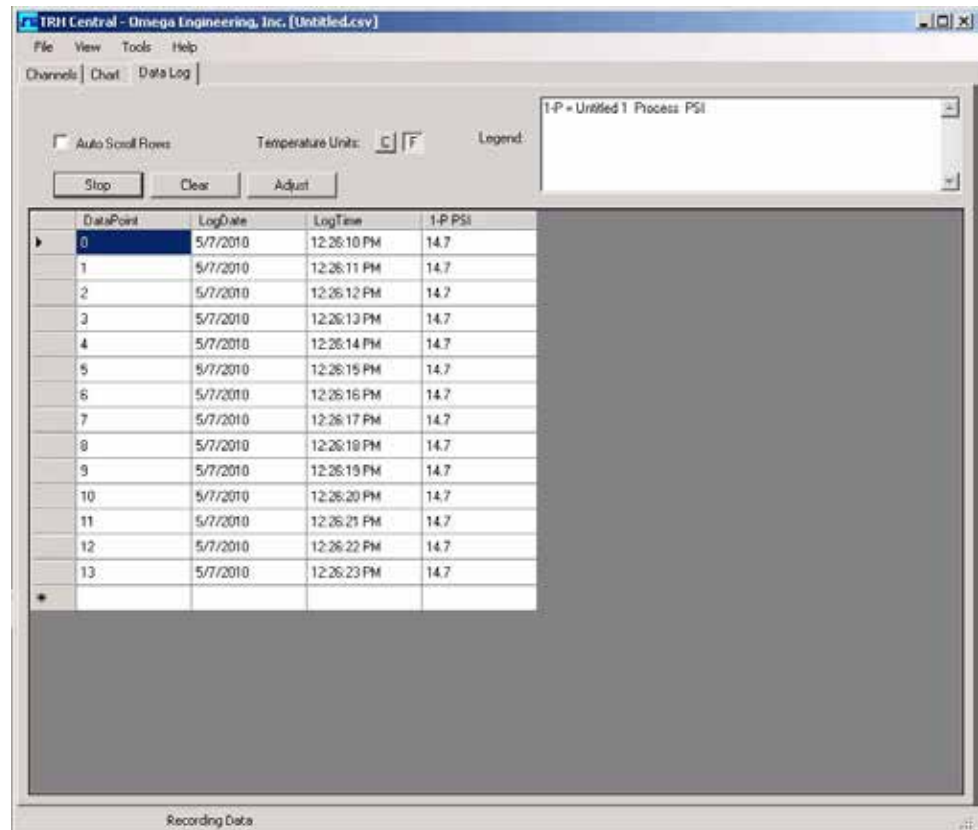 TRH Central - Omega Engineering, Inc. [Untitled.csv]
File View Tools Help
Channels Chart Data Log
Auto Scroll Rows Temperature Units: C F Legend: 1-P = Untitled 1 Process PSI
Stop Clear Adjust
DataPoint LogDate LogTime 1-P PSI
0 5/7/2010 12:26:10 PM 14.7
1 5/7/2010 12:26:11 PM 14.7
2 5/7/2010 12:26:12 PM 14.7
3 5/7/2010 12:26:13 PM 14.7
4 5/7/2010 12:26:14 PM 14.7
5 5/7/2010 12:26:15 PM 14.7
6 5/7/2010 12:26:16 PM 14.7
7 5/7/2010 12:26:17 PM 14.7
8 5/7/2010 12:26:18 PM 14.7
9 5/7/2010 12:26:19 PM 14.7
10 5/7/2010 12:26:20 PM 14.7
11 5/7/2010 12:26:21 PM 14.7
12 5/7/2010 12:26:22 PM 14.7
13 5/7/2010 12:26:23 PM 14.7
Recording Data